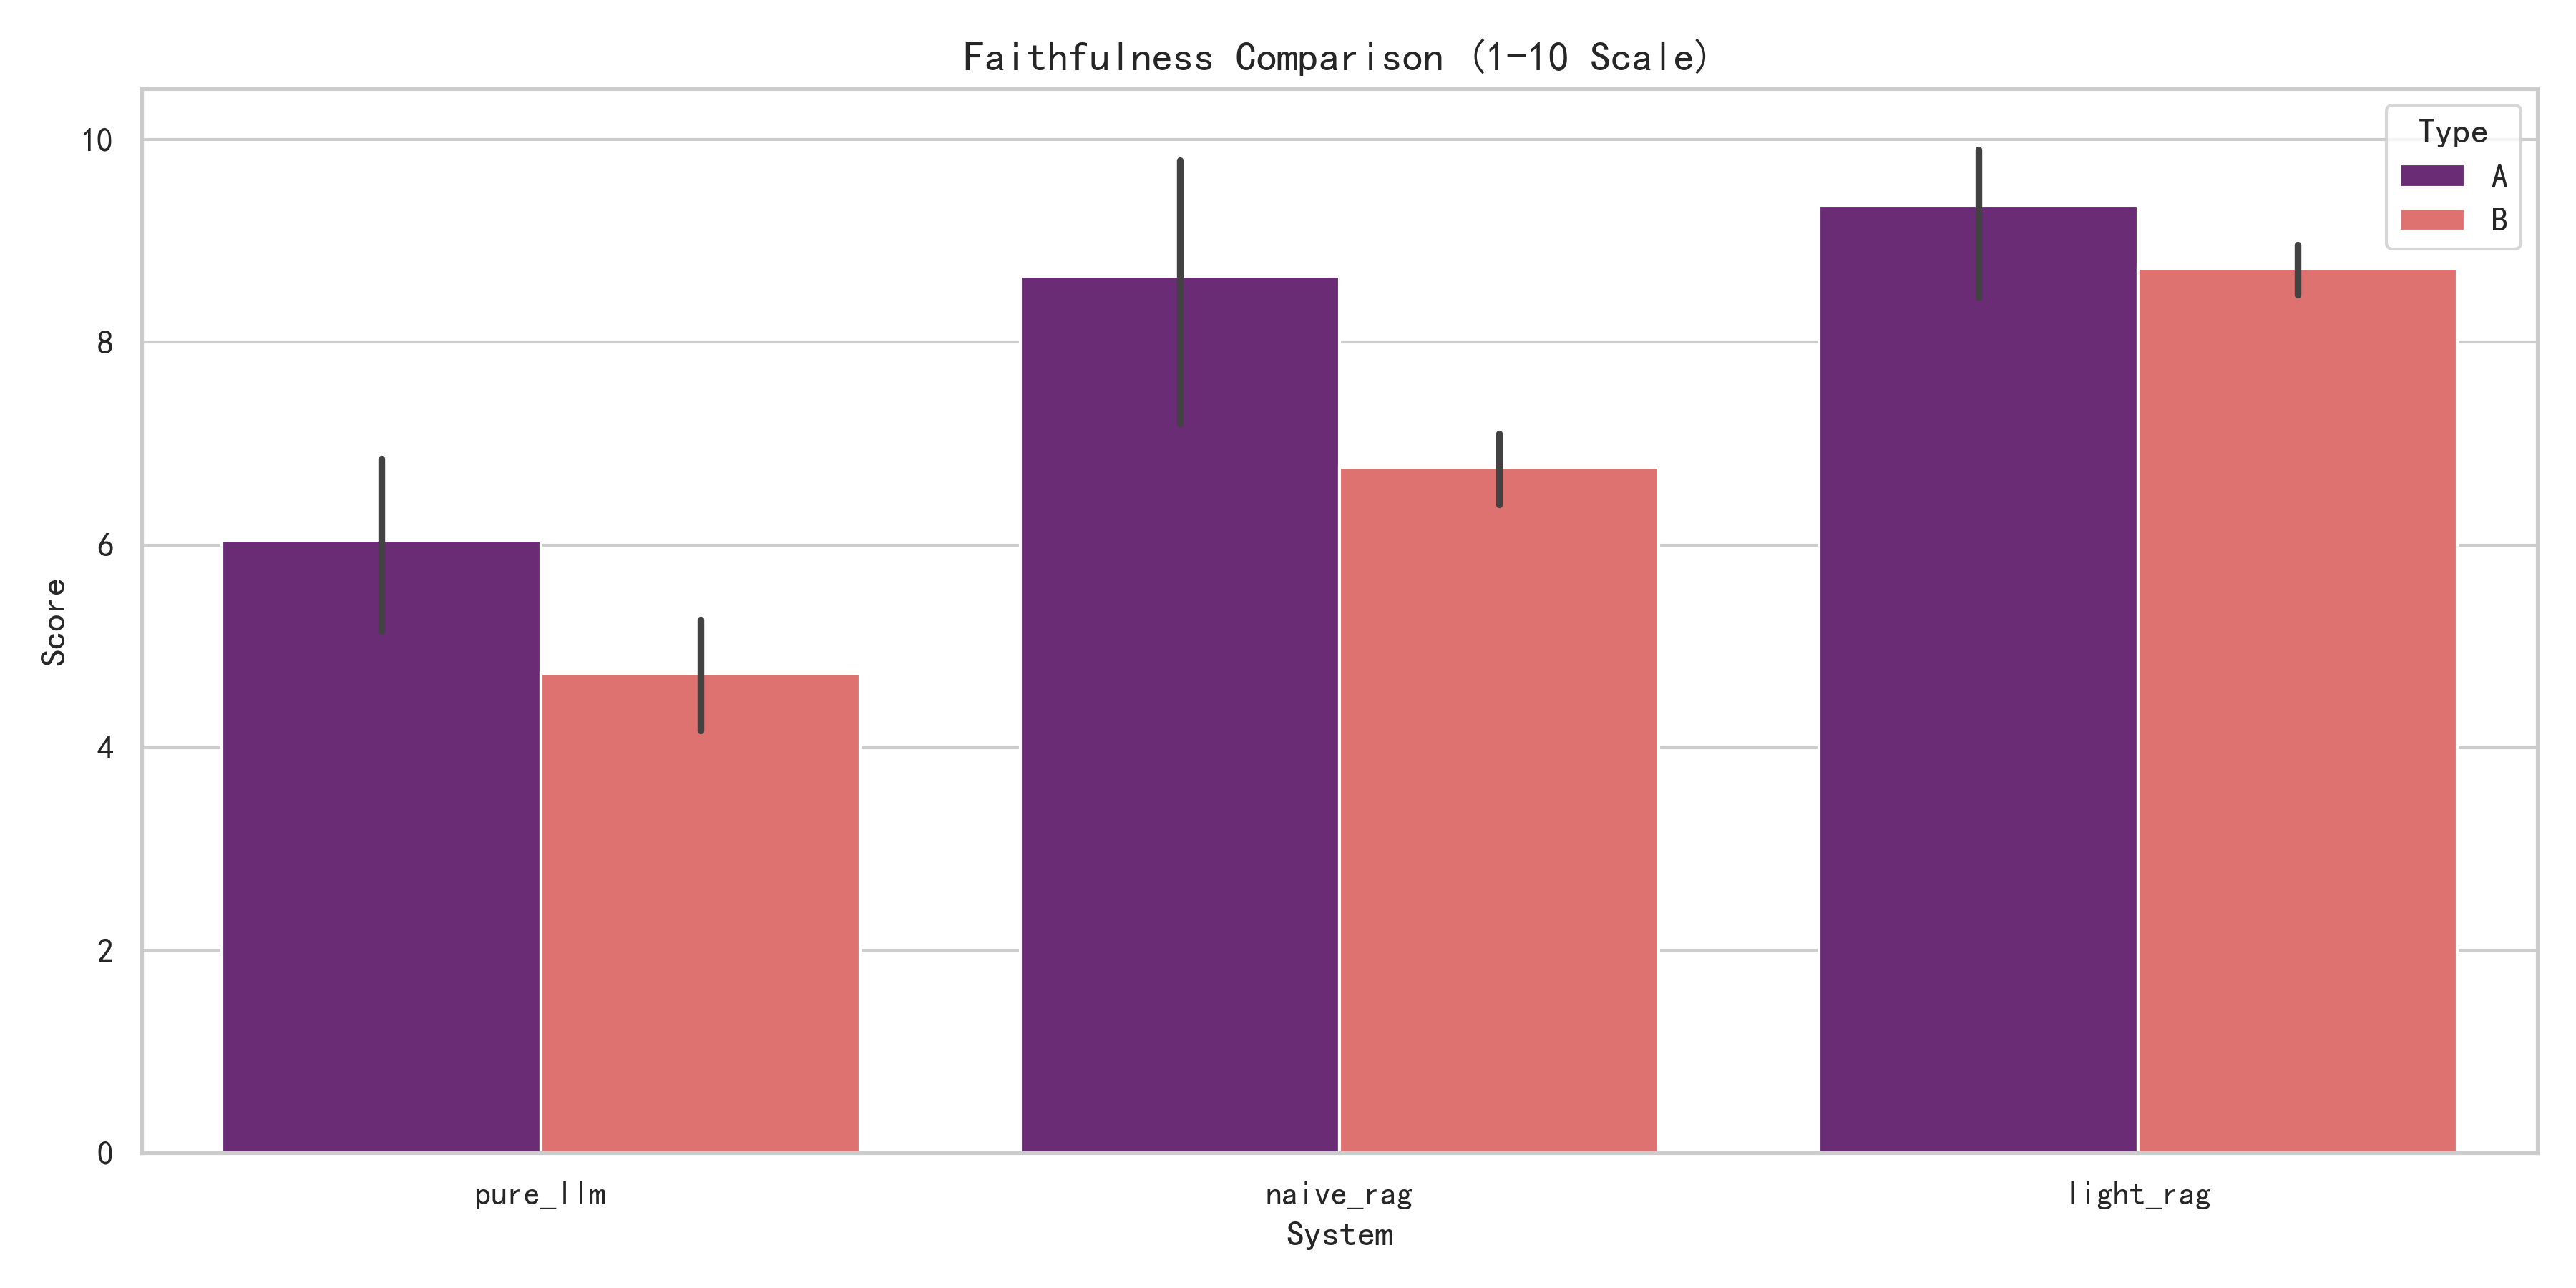 Faithfulness Comparison (1-10 Scale)
Type
A
B
10
8
6
4
2
0
Score
pure_llm
naive_rag
light_rag
System